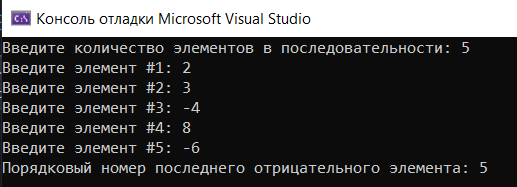 Консоль отладки Microsoft Visual Studio
Введите количество элементов в последовательности: 5
Введите элемент #1: 2
Введите элемент #2: 3
Введите элемент #3: -4
Введите элемент #4: 8
Введите элемент #5: -6
Порядковый номер последнего отрицательного элемента: 5